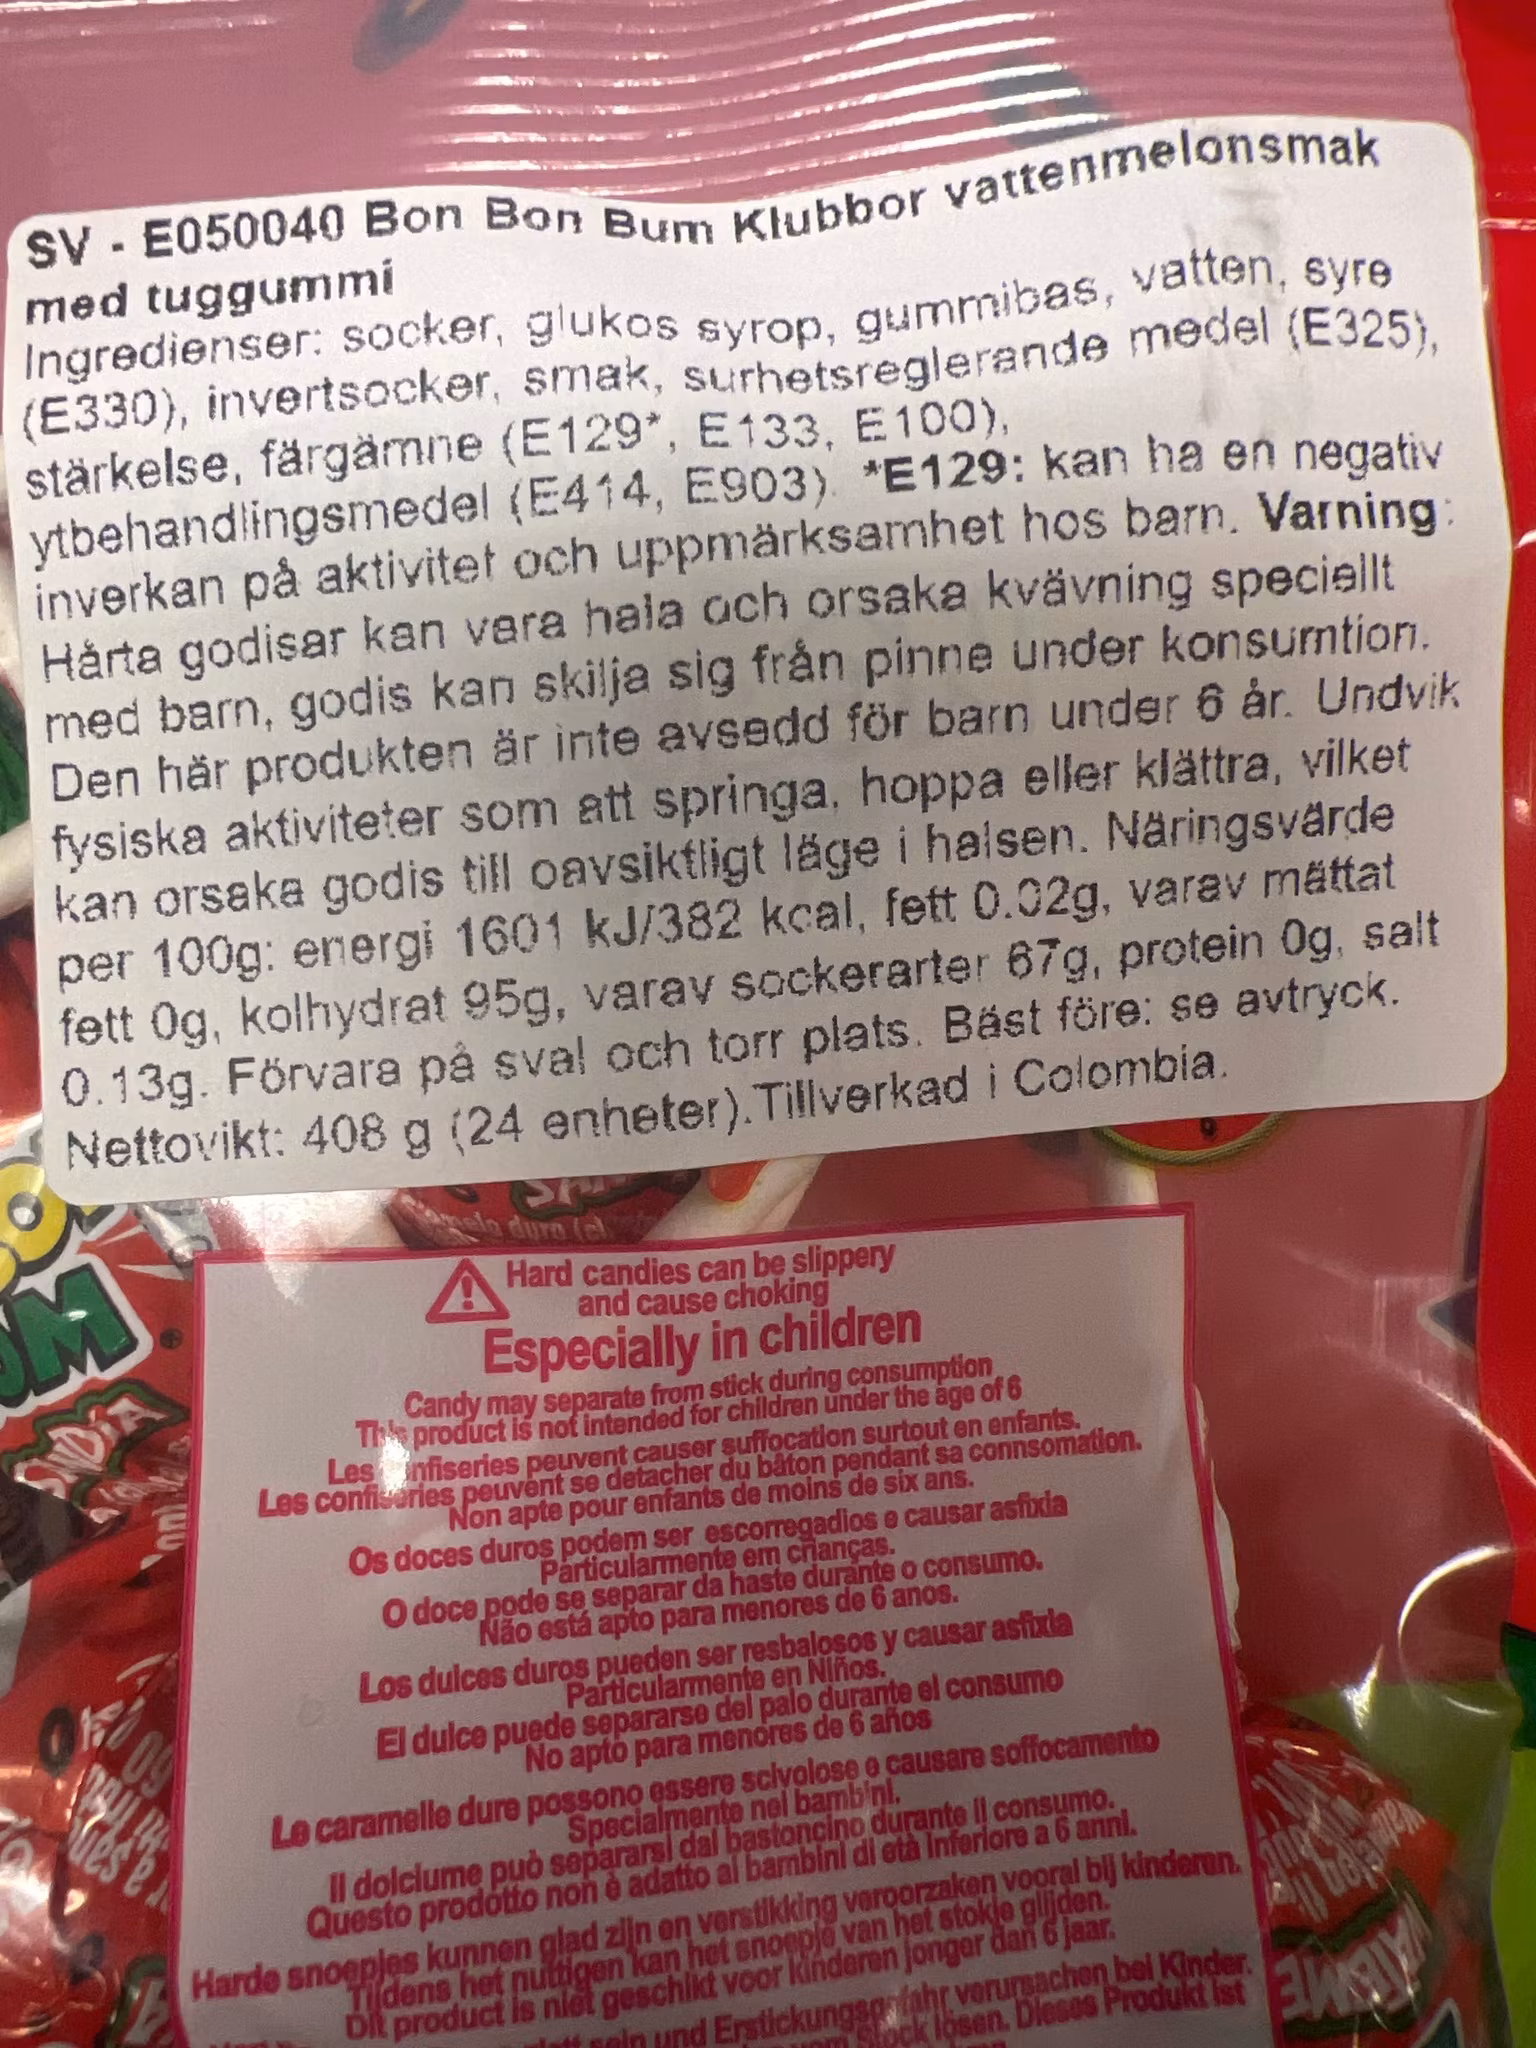 SV - E050040 Bon Bon Bum Klubbor vattenmelonsmak
med tuggummi
Ingredienser: socker, glukos syrop, gummibas, vatten, syre
(E330), invertsocker, smak, surhetsreglerande medel (E325),
stärkelse, färgämne (E129*, E133, E100),
ytbehandlingsmedel (E414, E903). *E129: kan ha en negativ
inverkan på aktivitet och uppmärksamhet hos barn. Varning:
Hårta godisar kan vara hala och orsaka kvävning speciellt
med barn, godis kan skilja sig från pinne under konsumtion.
Den här produkten är inte avsedd för barn under 6 år. Undvik
fysiska aktiviteter som att springa, hoppa eller klättra, vilket
kan orsaka godis till oavsiktligt läge i halsen. Näringsvärde
per 100g: energi 1601 kJ/382 kcal, fett 0.02g, varav mättat
fett 0g, kolhydrat 95g, varav sockerarter 67g, protein 0g, salt
0.13g. Förvara på sval och torr plats. Bäst före: se avtryck.
Nettovikt: 408 g (24 enheter).Tillverkad i Colombia.
Hard candies can be slippery
and cause choking
Especially in children
Candy may separate from stick during consumption
This product is not intended for children under the age of 6
Les confiseries peuvent causer suffocation surtout en enfants.
Les confiseries peuvent se detacher du bâton pendant sa connsomation.
Non apte pour enfants de moins de six ans.
Os doces duros podem ser escorregadios e causar asfixia
Particularmente em crianças.
O doce pode se separar da haste durante o consumo.
Não está apto para menores de 6 anos.
Los dulces duros pueden ser resbalosos y causar asfixia
Particularmente en Niños.
El dulce puede separarse del palo durante el consumo
No apto para menores de 6 años
Le caramelle dure possono essere scivolose e causare soffocamento
Specialmente nei bambini.
Il dolciume può separarsi dal bastoncino durante il consumo.
Questo prodotto non è adatto ai bambini di età inferiore a 6 anni.
Harde snoepjes kunnen glad zijn en verstikking veroorzaken vooral bij kinderen.
Tijdens het nuttigen kan het snoepje van het stokje glijden.
Dit product is niet geschikt voor kinderen jonger dan 6 jaar.
sein und Erstickungsgefahr verursachen bei Kinder.
vom Stock lösen. Dieses Produkt ist